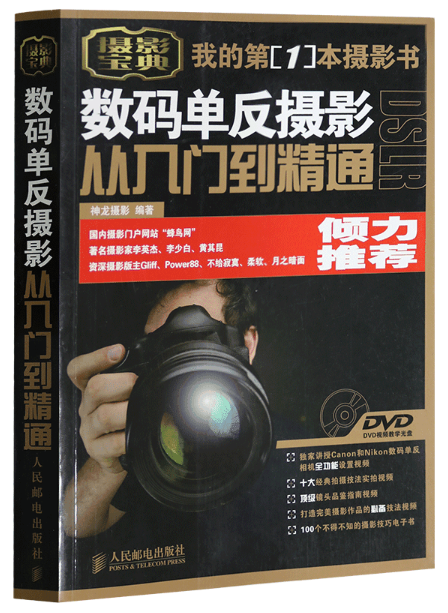 摄影
宝典
我的第[1]本摄影书
数码单反摄影
从入门到精通
DSLR
神龙摄影 编著
国内摄影门户网站“蜂鸟网”
著名摄影家李英杰、李少白、黄其昆
资深摄影版主Gliff、Power88、不给寂寞、柔软、月之暗面
倾力
推荐
DVD
DVD视频教学光盘
独家讲授Canon和Nikon数码单反
相机全功能设置视频
十大经典拍摄技法实拍视频
顶级镜头品鉴指南视频
打造完美摄影作品的必备技法视频
100个不得不知的摄影技巧电子书
人民邮电出版社
POSTS & TELECOM PRESS
摄影
宝典
数码单反摄影从入门到精通
人民邮电出版社